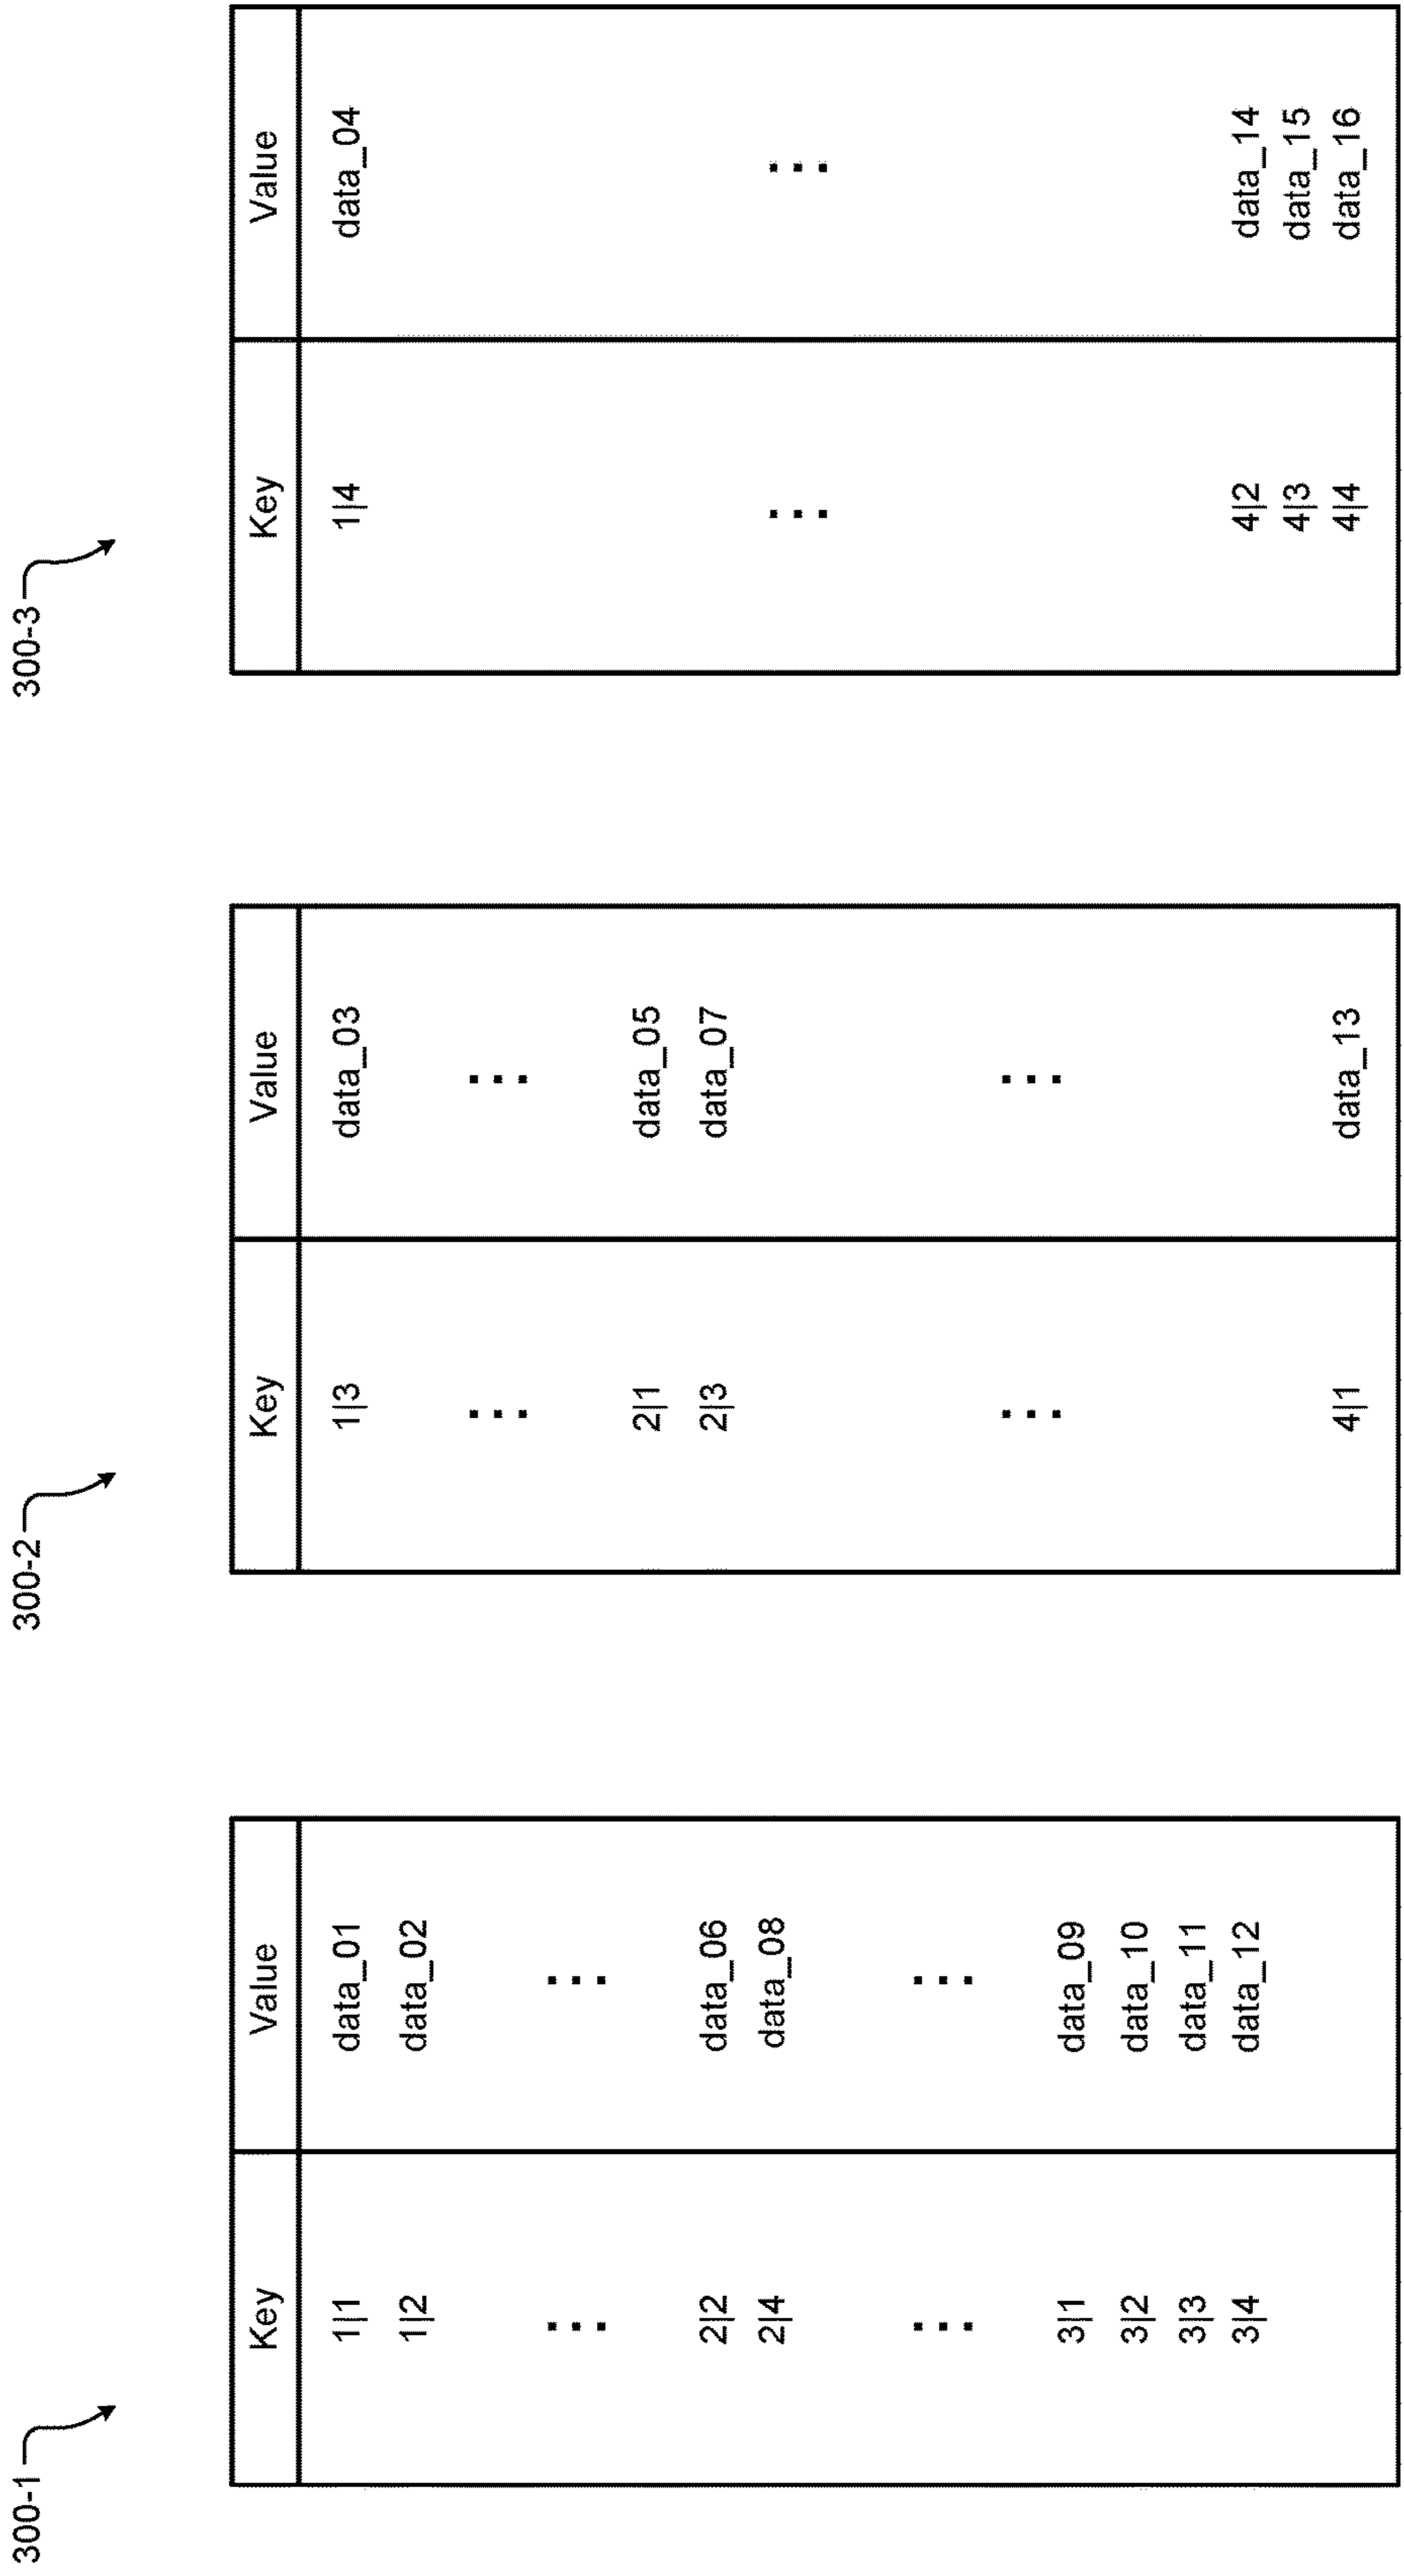 300-1
Key Value
1|1 data_01
1|2 data_02
... ...
2|2 data_06
2|4 data_08
... ...
3|1 data_09
3|2 data_10
3|3 data_11
3|4 data_12
300-2
Key Value
1|3 data_03
... ...
2|1 data_05
2|3 data_07
... ...
4|1 data_13
300-3
Key Value
1|4 data_04
... ...
4|2 data_14
4|3 data_15
4|4 data_16